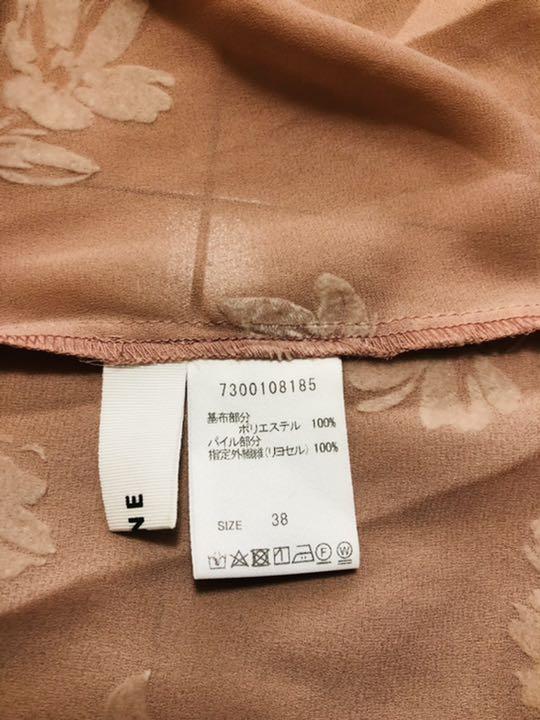 7300108185
基布部分
ポリエステル 100%
パイル部分
指定外繊維(リヨセル) 100%
SIZE 38
F W
NE